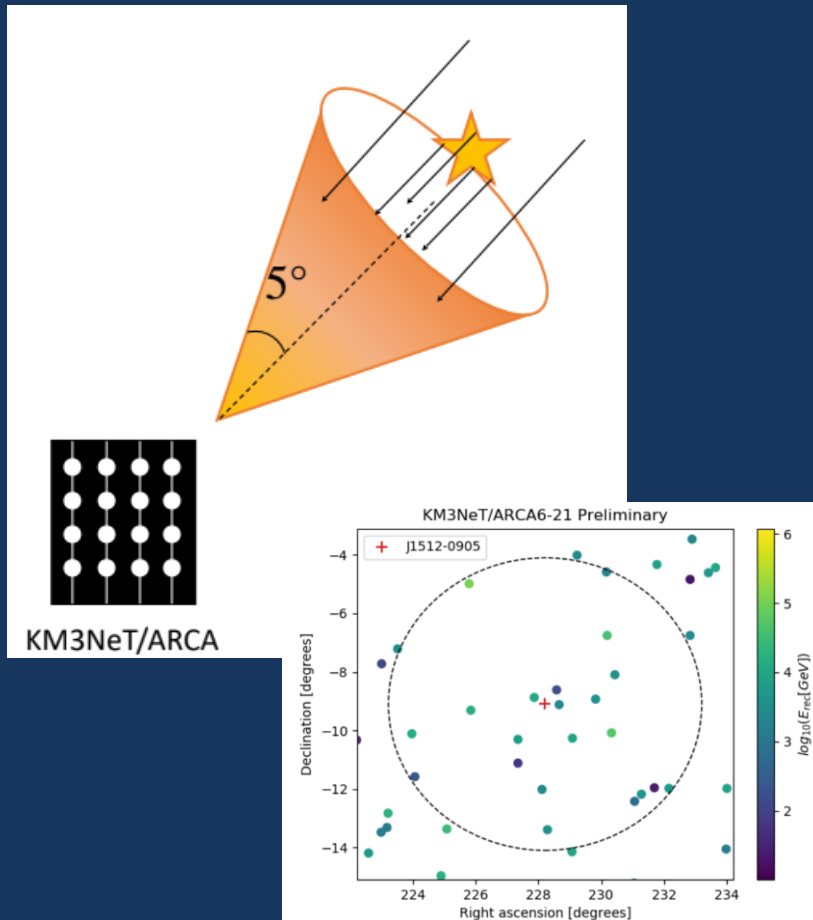 5°
KM3NeT/ARCA
KM3NeT/ARCA6-21 Preliminary
J1512-0905
−4
−6
−8
−10
−12
−14
Declination [degrees]
224 226 228 230 232 234
Right ascension [degrees]
6
5
4
3
2
log10(Erec[GeV])